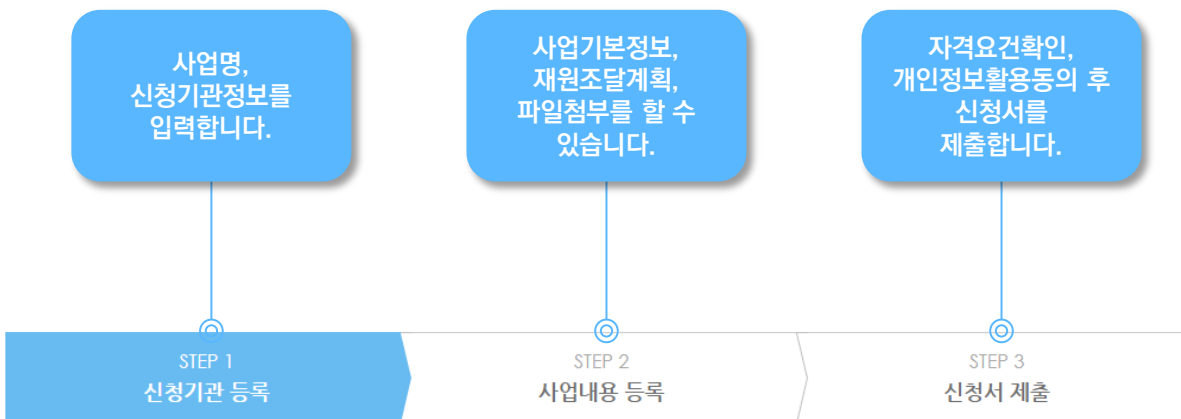 사업명,
신청기관정보를
입력합니다.
사업기본정보,
재원조달계획,
파일첨부를 할 수
있습니다.
자격요건확인,
개인정보활용동의 후
신청서를
제출합니다.
STEP 1
신청기관 등록
STEP 2
사업내용 등록
STEP 3
신청서 제출